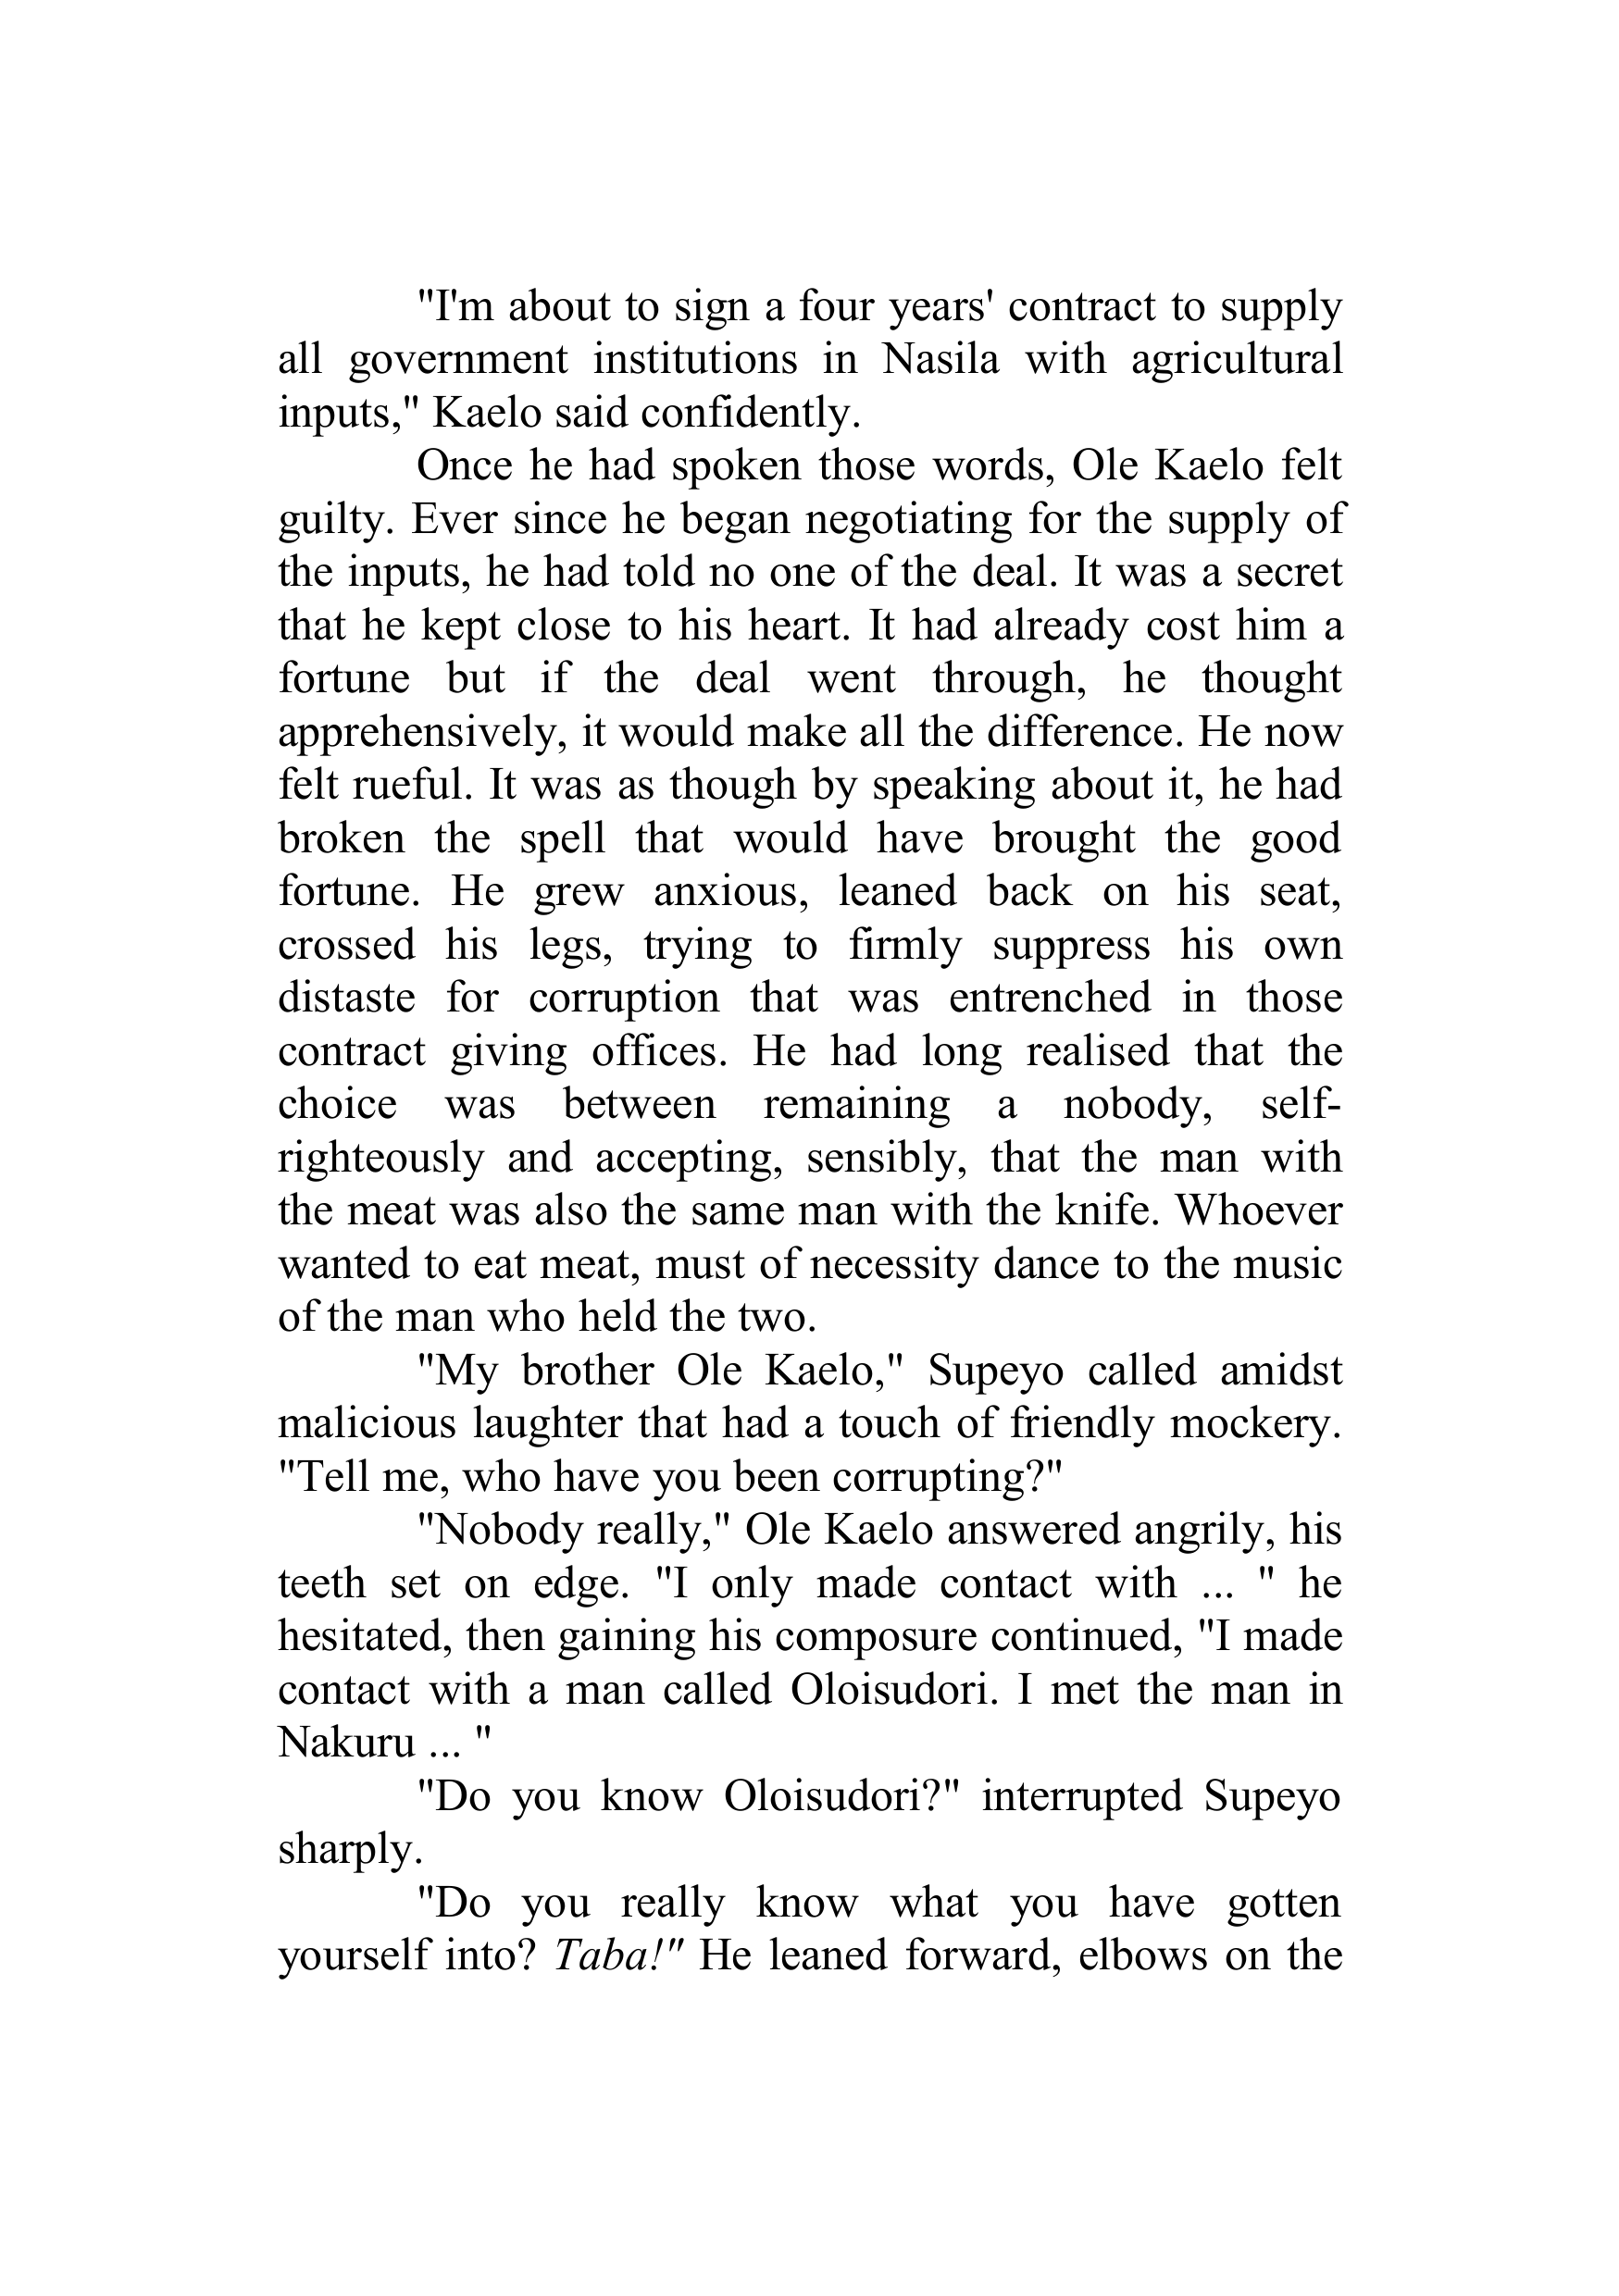 "I'm about to sign a four years' contract to supply
all government institutions in Nasila with agricultural
inputs," Kaelo said confidently.
Once he had spoken those words, Ole Kaelo felt
guilty. Ever since he began negotiating for the supply of
the inputs, he had told no one of the deal. It was a secret
that he kept close to his heart. It had already cost him a
fortune but if the deal went through, he thought
apprehensively, it would make all the difference. He now
felt rueful. It was as though by speaking about it, he had
broken the spell that would have brought the good
fortune. He grew anxious, leaned back on his seat,
crossed his legs, trying to firmly suppress his own
distaste for corruption that was entrenched in those
contract giving offices. He had long realised that the
choice was between remaining a nobody, self-
righteously and accepting, sensibly, that the man with
the meat was also the same man with the knife. Whoever
wanted to eat meat, must of necessity dance to the music
of the man who held the two.
"My brother Ole Kaelo," Supeyo called amidst
malicious laughter that had a touch of friendly mockery.
"Tell me, who have you been corrupting?"
"Nobody really," Ole Kaelo answered angrily, his
teeth set on edge. "I only made contact with ... " he
hesitated, then gaining his composure continued, "I made
contact with a man called Oloisudori. I met the man in
Nakuru ... "
"Do you know Oloisudori?" interrupted Supeyo
sharply.
"Do you really know what you have gotten
yourself into? Taba!" He leaned forward, elbows on the